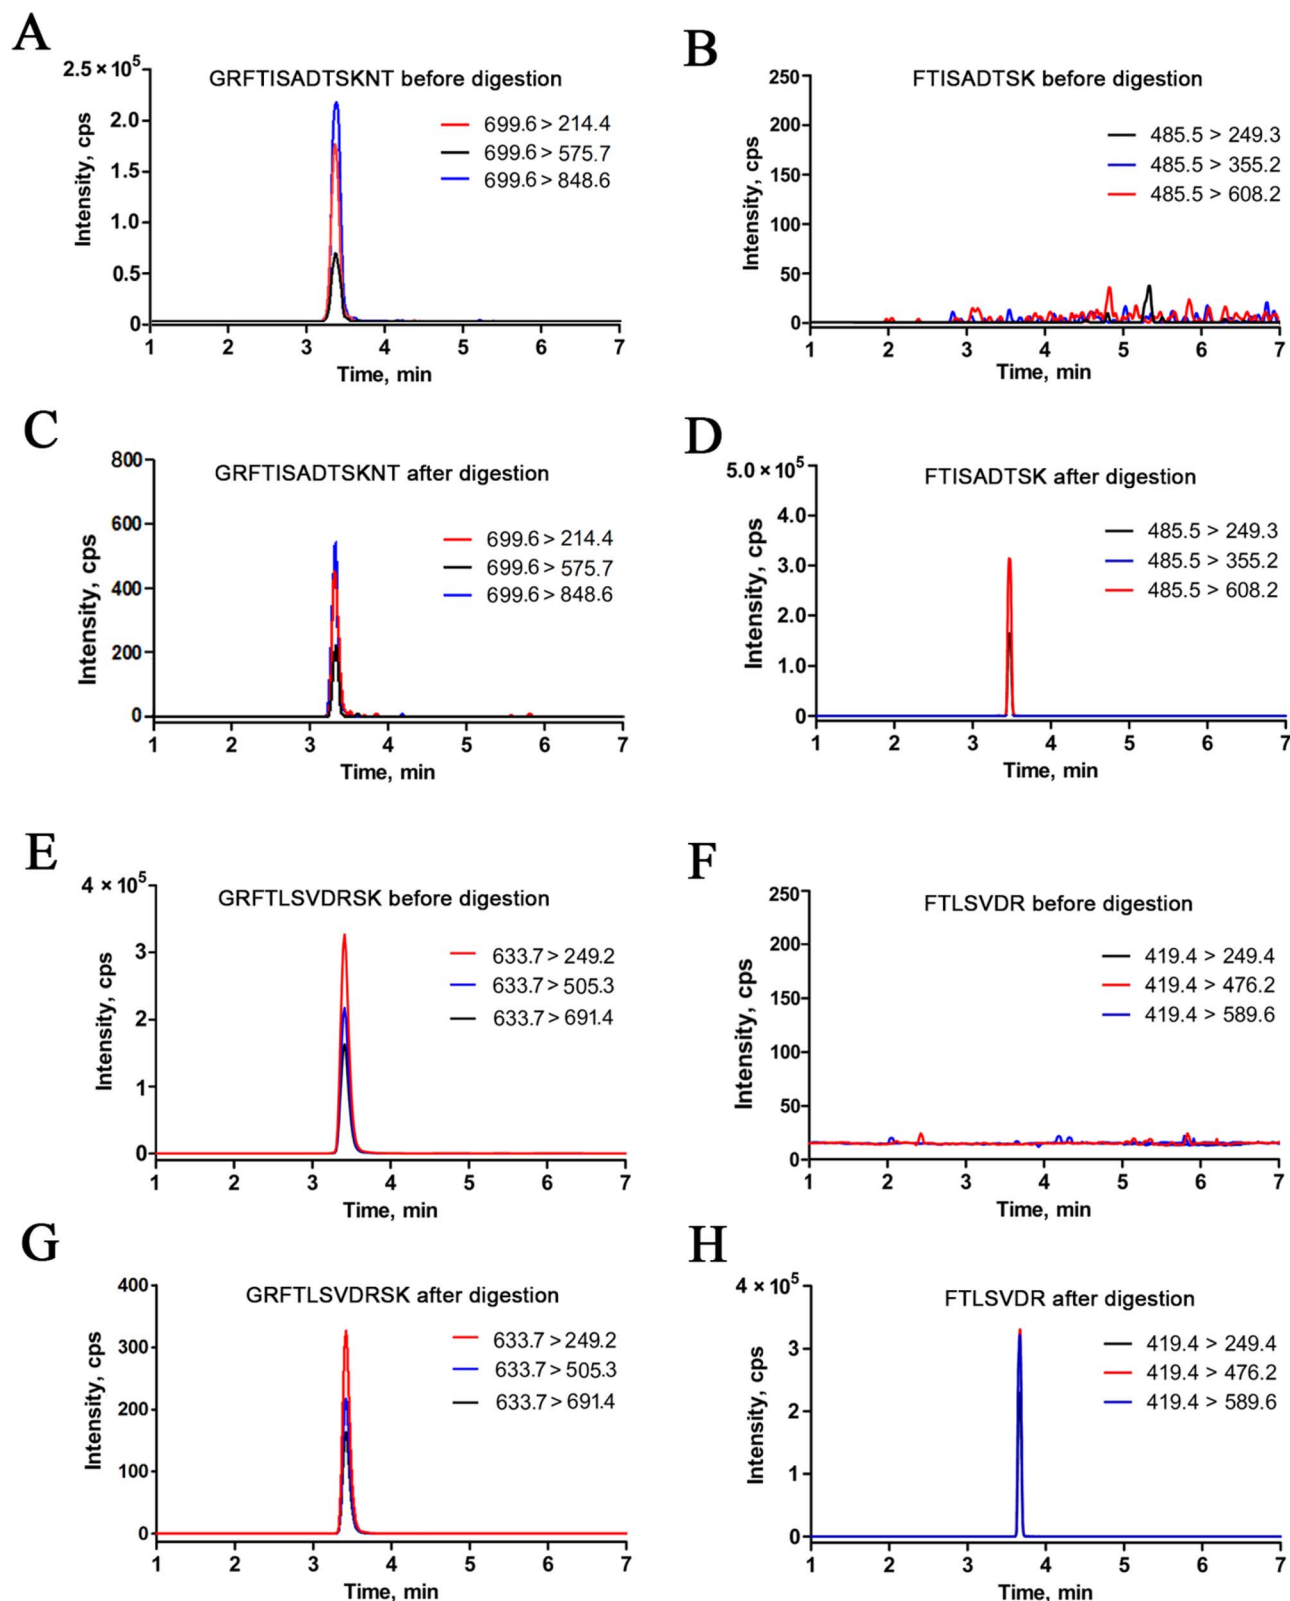 A
GRFTISADTSKNT before digestion
2.5 × 10⁵
2.0
1.5
1.0
0.5
0
Intensity, cps
699.6 > 214.4
699.6 > 575.7
699.6 > 848.6
1 2 3 4 5 6 7
Time, min
B
FTISADTSK before digestion
250
200
150
100
50
0
Intensity, cps
485.5 > 249.3
485.5 > 355.2
485.5 > 608.2
1 2 3 4 5 6 7
Time, min
C
GRFTISADTSKNT after digestion
800
600
400
200
0
Intensity, cps
699.6 > 214.4
699.6 > 575.7
699.6 > 848.6
1 2 3 4 5 6 7
Time, min
D
FTISADTSK after digestion
5.0 × 10⁵
4.0
3.0
2.0
1.0
0
Intensity, cps
485.5 > 249.3
485.5 > 355.2
485.5 > 608.2
1 2 3 4 5 6 7
Time, min
E
GRFTLSVDRSK before digestion
4 × 10⁵
3
2
1
0
Intensity, cps
633.7 > 249.2
633.7 > 505.3
633.7 > 691.4
1 2 3 4 5 6 7
Time, min
F
FTLSVDR before digestion
250
200
150
100
50
0
Intensity, cps
419.4 > 249.4
419.4 > 476.2
419.4 > 589.6
1 2 3 4 5 6 7
Time, min
G
GRFTLSVDRSK after digestion
400
300
200
100
0
Intensity, cps
633.7 > 249.2
633.7 > 505.3
633.7 > 691.4
1 2 3 4 5 6 7
Time, min
H
FTLSVDR after digestion
4 × 10⁵
3
2
1
0
Intensity, cps
419.4 > 249.4
419.4 > 476.2
419.4 > 589.6
1 2 3 4 5 6 7
Time, min